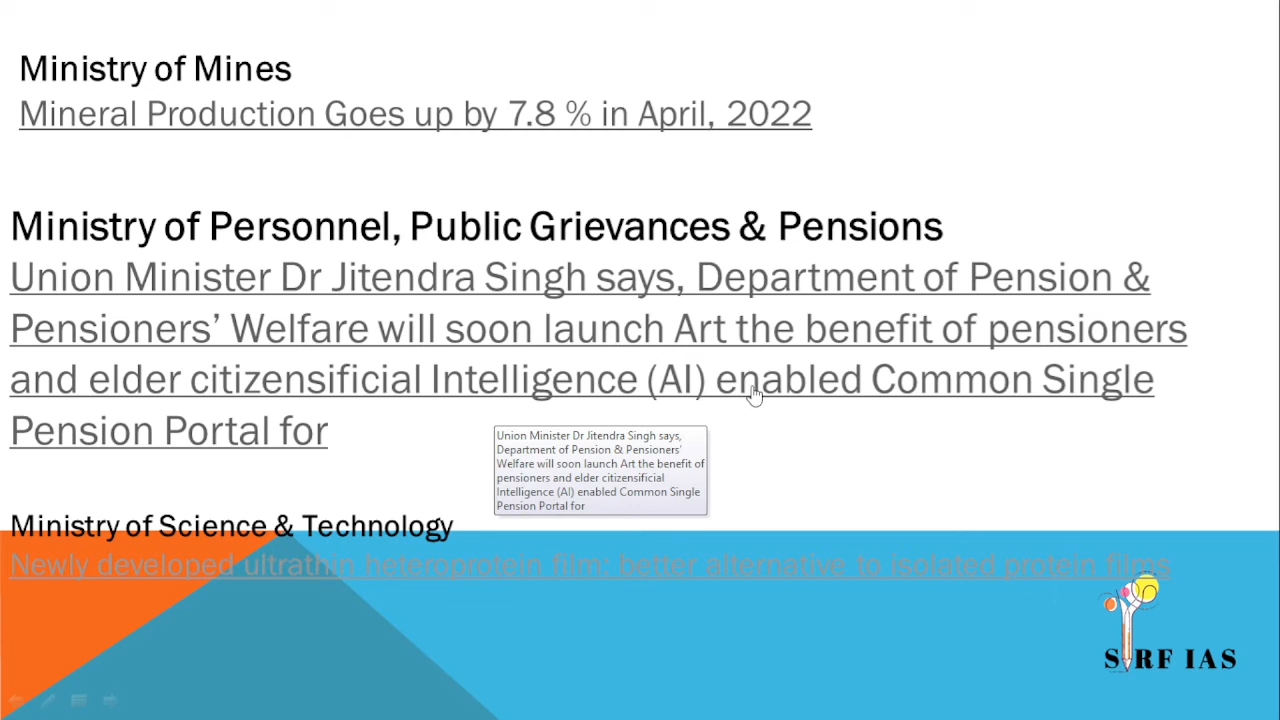 Ministry of Mines
Mineral Production Goes up by 7.8 % in April, 2022
Ministry of Personnel, Public Grievances & Pensions
Union Minister Dr Jitendra Singh says, Department of Pension &
Pensioners’ Welfare will soon launch Art the benefit of pensioners
and elder citizensificial Intelligence (AI) enabled Common Single
Pension Portal for
Union Minister Dr Jitendra Singh says,
Department of Pension & Pensioners’
Welfare will soon launch Art the benefit of
pensioners and elder citizensificial
Intelligence (AI) enabled Common Single
Pension Portal for
Ministry of Science & Technology
Newly developed ultrathin heteroprotein film: better alternative to isolated protein films
SIRF IAS